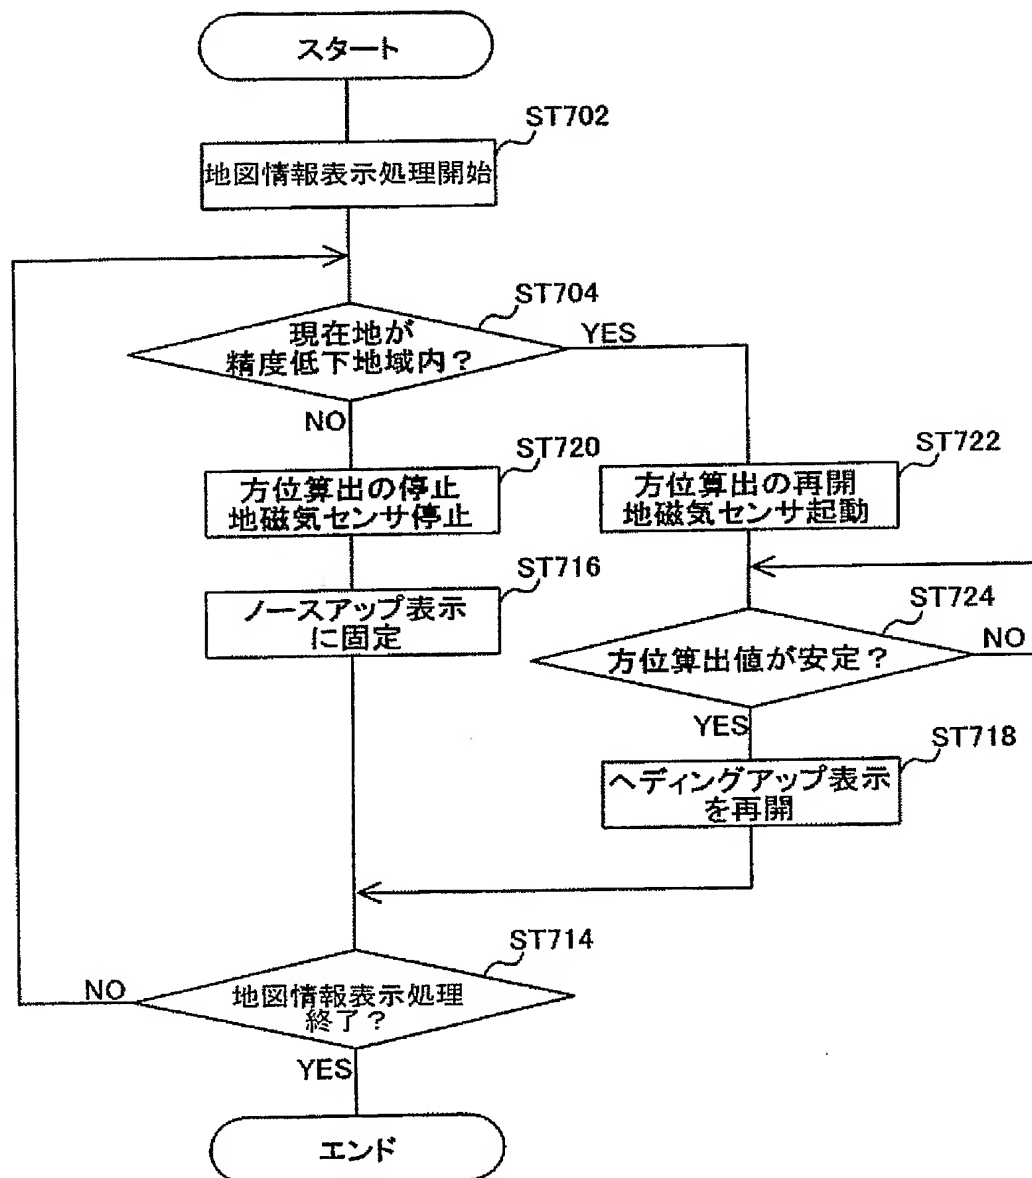 スタート
ST702
地図情報表示処理開始
ST704
現在地が
精度低下地域内？
YES
NO
ST720
方位算出の停止
地磁気センサ停止
ST722
方位算出の再開
地磁気センサ起動
ST716
ノースアップ表示
に固定
ST724
方位算出値が安定？
NO
YES
ST718
ヘディングアップ表示
を再開
ST714
地図情報表示処理
終了？
NO
YES
エンド